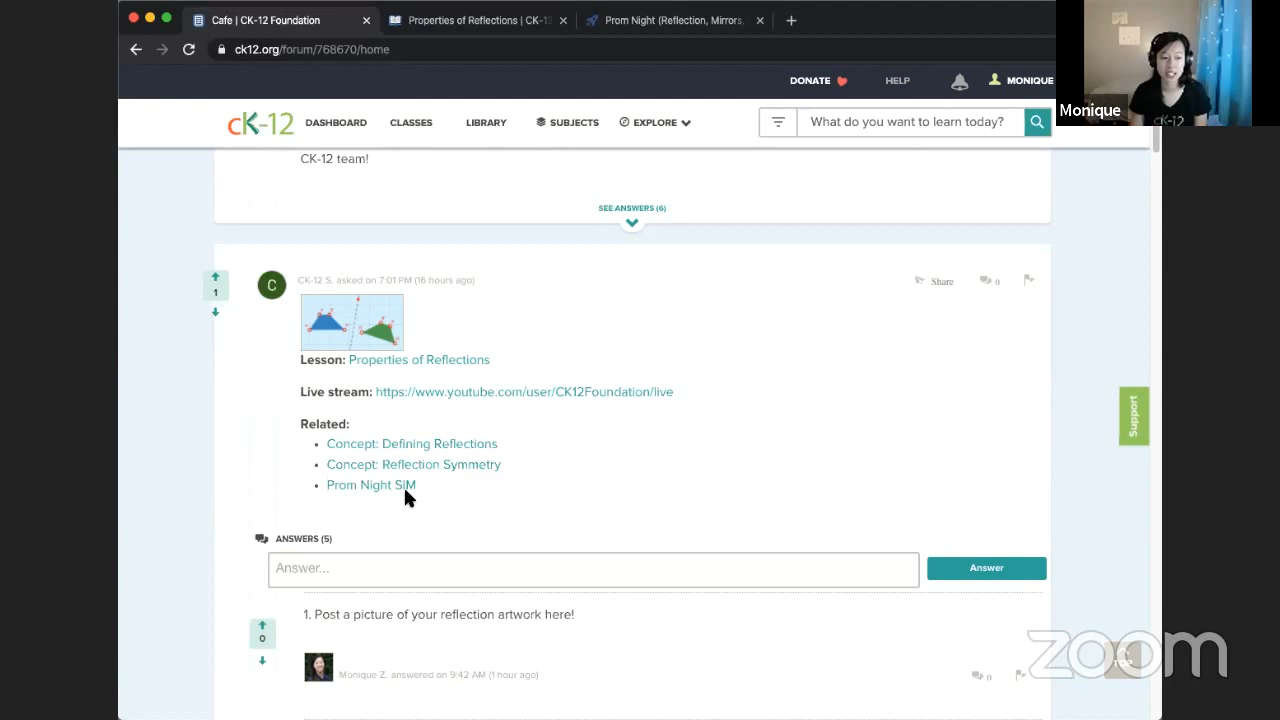 Cafe | CK-12 Foundation
Properties of Reflections | CK-12
Prom Night (Reflection, Mirrors,
ck12.org/forum/768670/home
DONATE
HELP
MONIQUE
cK-12
DASHBOARD
CLASSES
LIBRARY
SUBJECTS
EXPLORE
What do you want to learn today?
Monique
CK-12
CK-12 team!
SEE ANSWERS (6)
1
C
CK-12 S. asked on 7:01 PM (16 hours ago)
Share
0
Lesson: Properties of Reflections
Live stream: https://www.youtube.com/user/CK12Foundation/live
Related:
• Concept: Defining Reflections
• Concept: Reflection Symmetry
• Prom Night SIM
Support
ANSWERS (5)
Answer...
Answer
1. Post a picture of your reflection artwork here!
0
Monique Z. answered on 9:42 AM (1 hour ago)
0
TOP
zoom